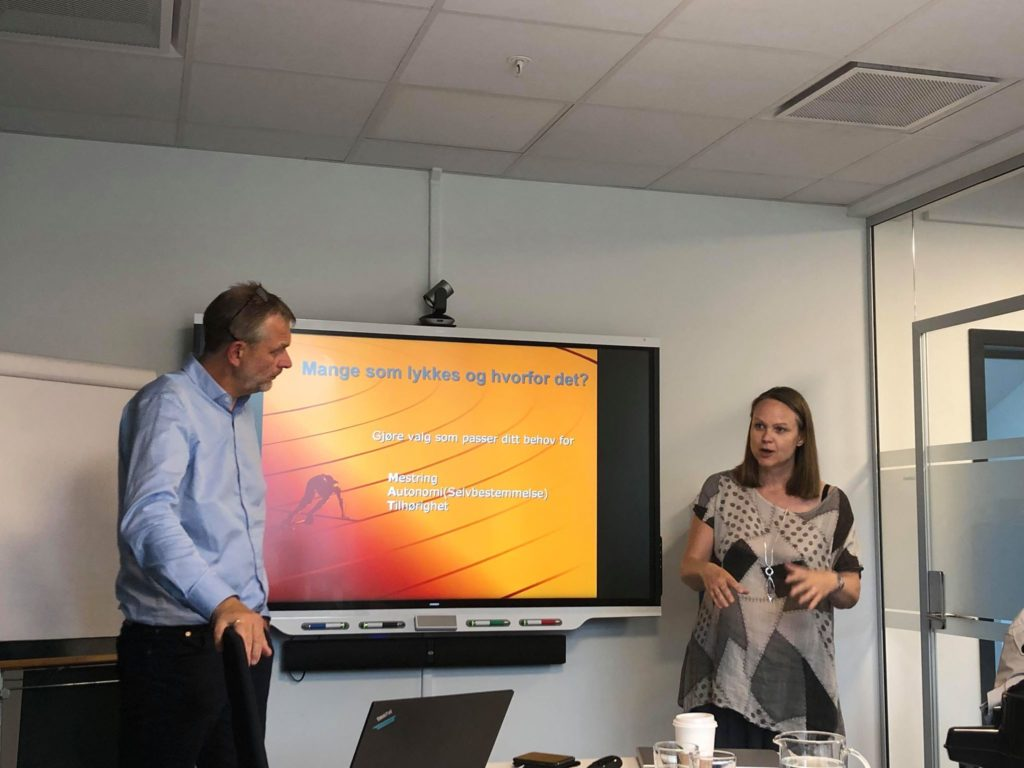 Mange som lykkes og hvorfor det?
Gjøre valg som passer ditt behov for
Mestring
Autonomi(Selvbestemmelse)
Tilhørighet